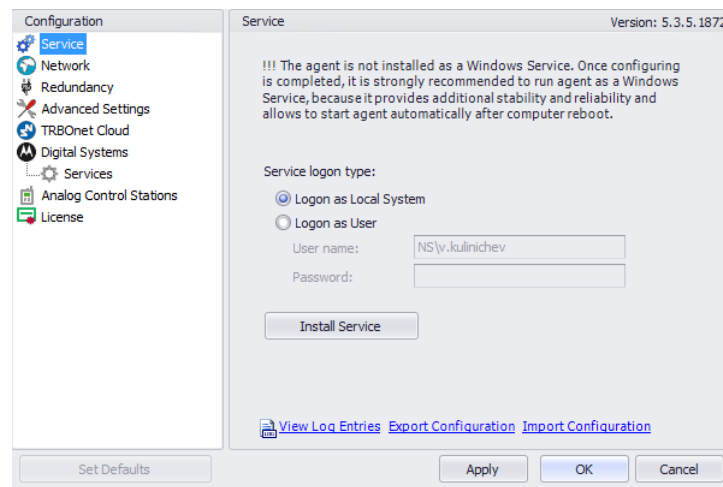 Configuration
Service
Network
Redundancy
Advanced Settings
TRBOnet Cloud
Digital Systems
Services
Analog Control Stations
License
Set Defaults
Service
Version: 5.3.5.1872
!!! The agent is not installed as a Windows Service. Once configuring
is completed, it is strongly recommended to run agent as a Windows
Service, because it provides additional stability and reliability and
allows to start agent automatically after computer reboot.
Service logon type:
Logon as Local System
Logon as User
User name: NS\v.kulinichev
Password:
Install Service
View Log Entries Export Configuration Import Configuration
Apply OK Cancel